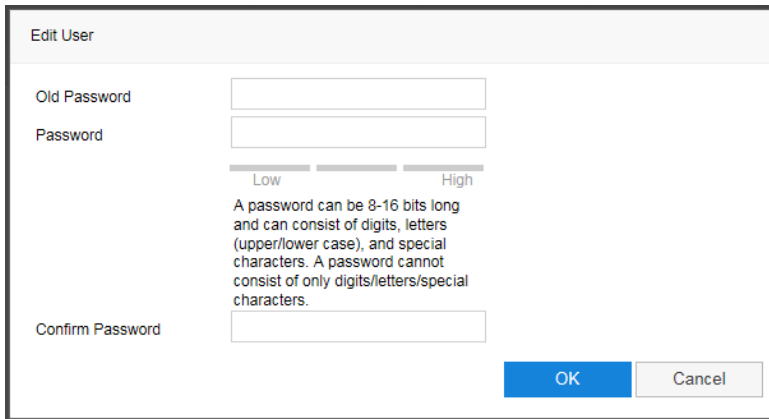 Edit User
Old Password
Password
Low High
A password can be 8-16 bits long
and can consist of digits, letters
(upper/lower case), and special
characters. A password cannot
consist of only digits/letters/special
characters.
Confirm Password
OK Cancel